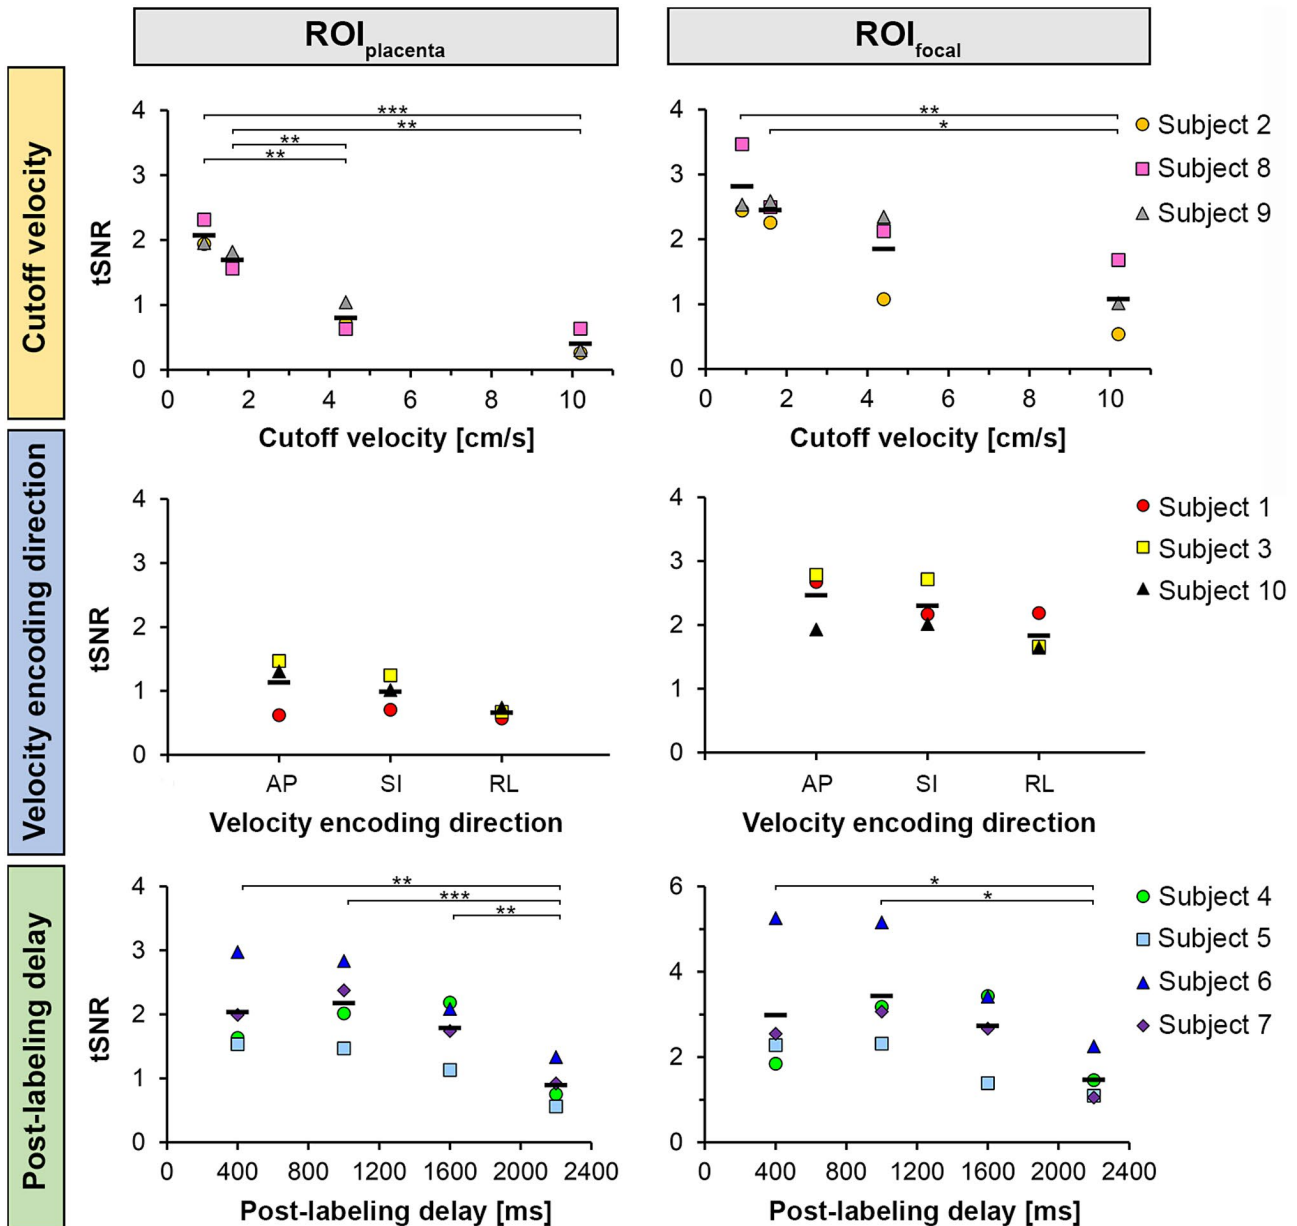 ROIplacenta
ROIfocal
Cutoff velocity
tSNR
4
3
2
1
0
0 2 4 6 8 10
Cutoff velocity [cm/s]
***
**
**
**
4
3
2
1
0
0 2 4 6 8 10
Cutoff velocity [cm/s]
**
*
Subject 2
Subject 8
Subject 9
Velocity encoding direction
tSNR
4
3
2
1
0
AP SI RL
Velocity encoding direction
4
3
2
1
0
AP SI RL
Velocity encoding direction
Subject 1
Subject 3
Subject 10
Post-labeling delay
tSNR
4
3
2
1
0
0 400 800 1200 1600 2000 2400
Post-labeling delay [ms]
**
***
**
6
4
2
0
0 400 800 1200 1600 2000 2400
Post-labeling delay [ms]
*
*
Subject 4
Subject 5
Subject 6
Subject 7